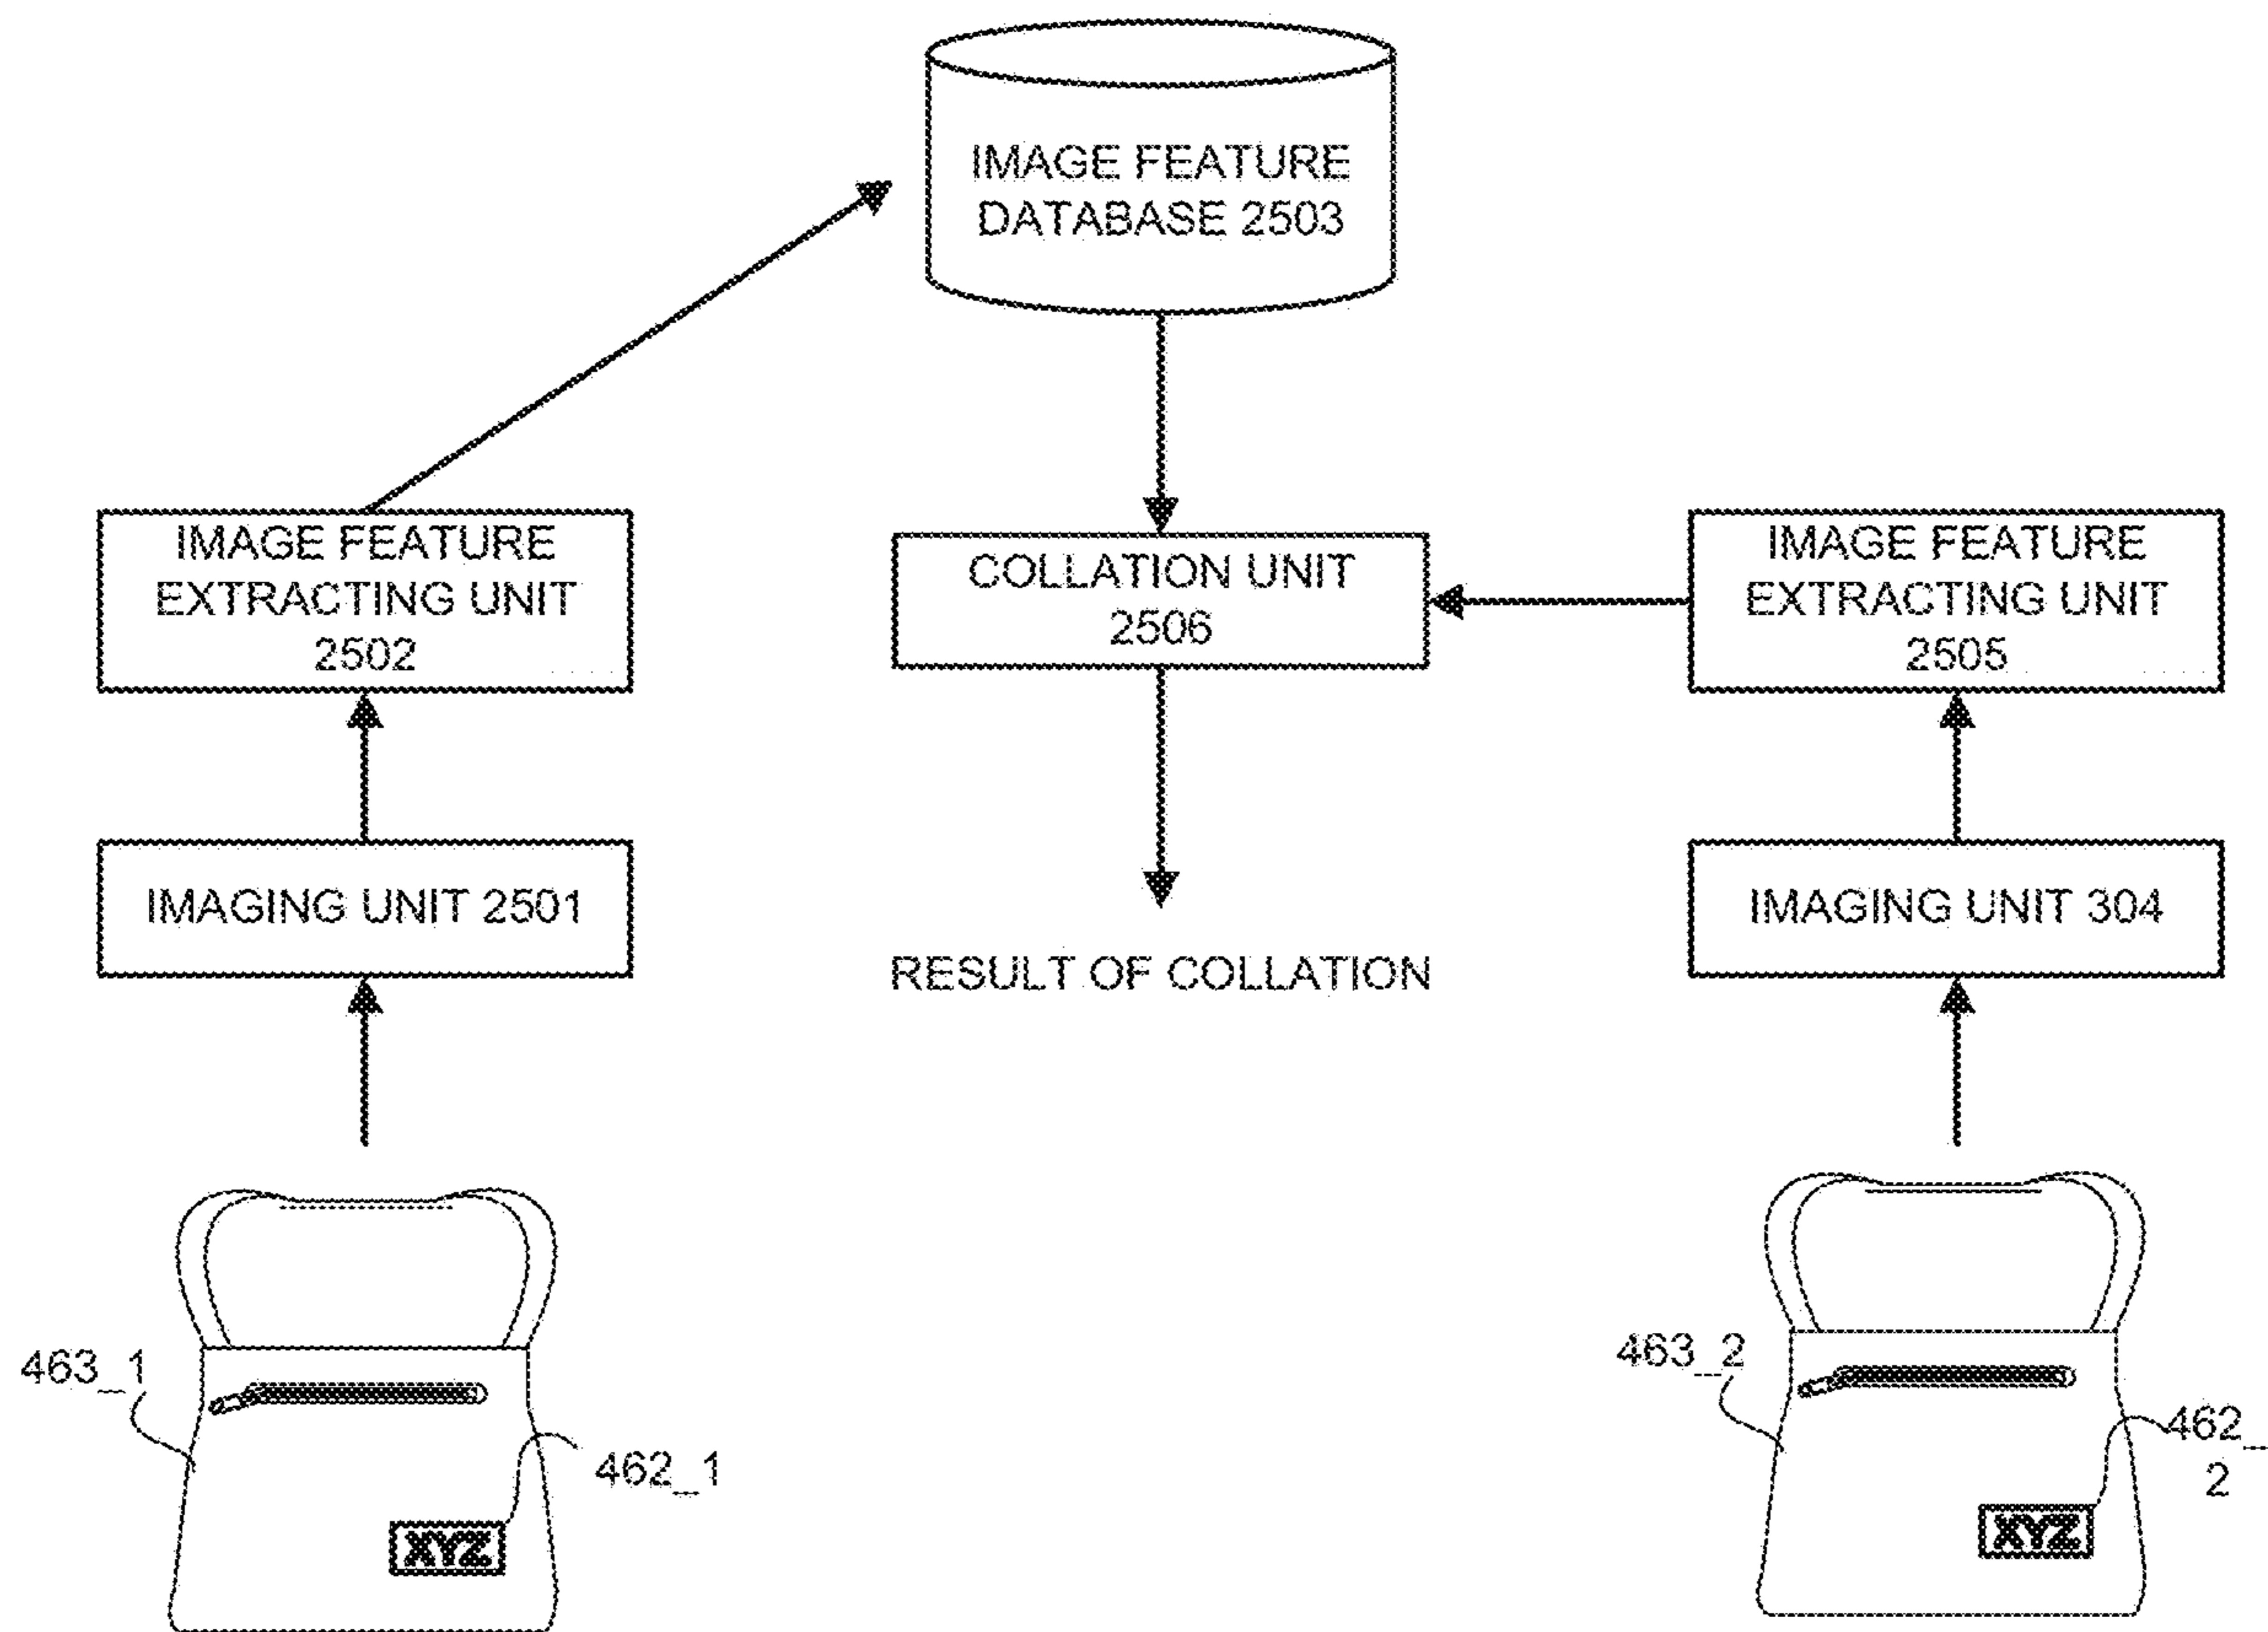 IMAGE FEATURE
DATABASE 2503
IMAGE FEATURE
EXTRACTING UNIT
2502
COLLATION UNIT
2506
IMAGE FEATURE
EXTRACTING UNIT
2505
IMAGING UNIT 2501
RESULT OF COLLATION
IMAGING UNIT 304
463_1
462_1
XYZ
463_2
462_
2
XYZ